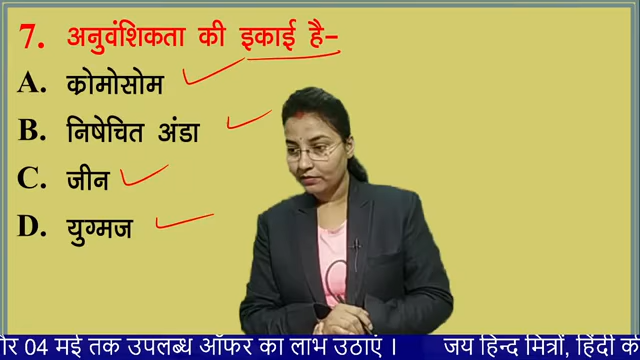 7. अनुवंशिकता की इकाई है-
A. क्रोमोसोम
B. निषेचित अंडा
C. जीन
D. युग्मज
04 मई तक उपलब्ध ऑफर का लाभ उठाएं । जय हिन्द मित्रों, हिंदी